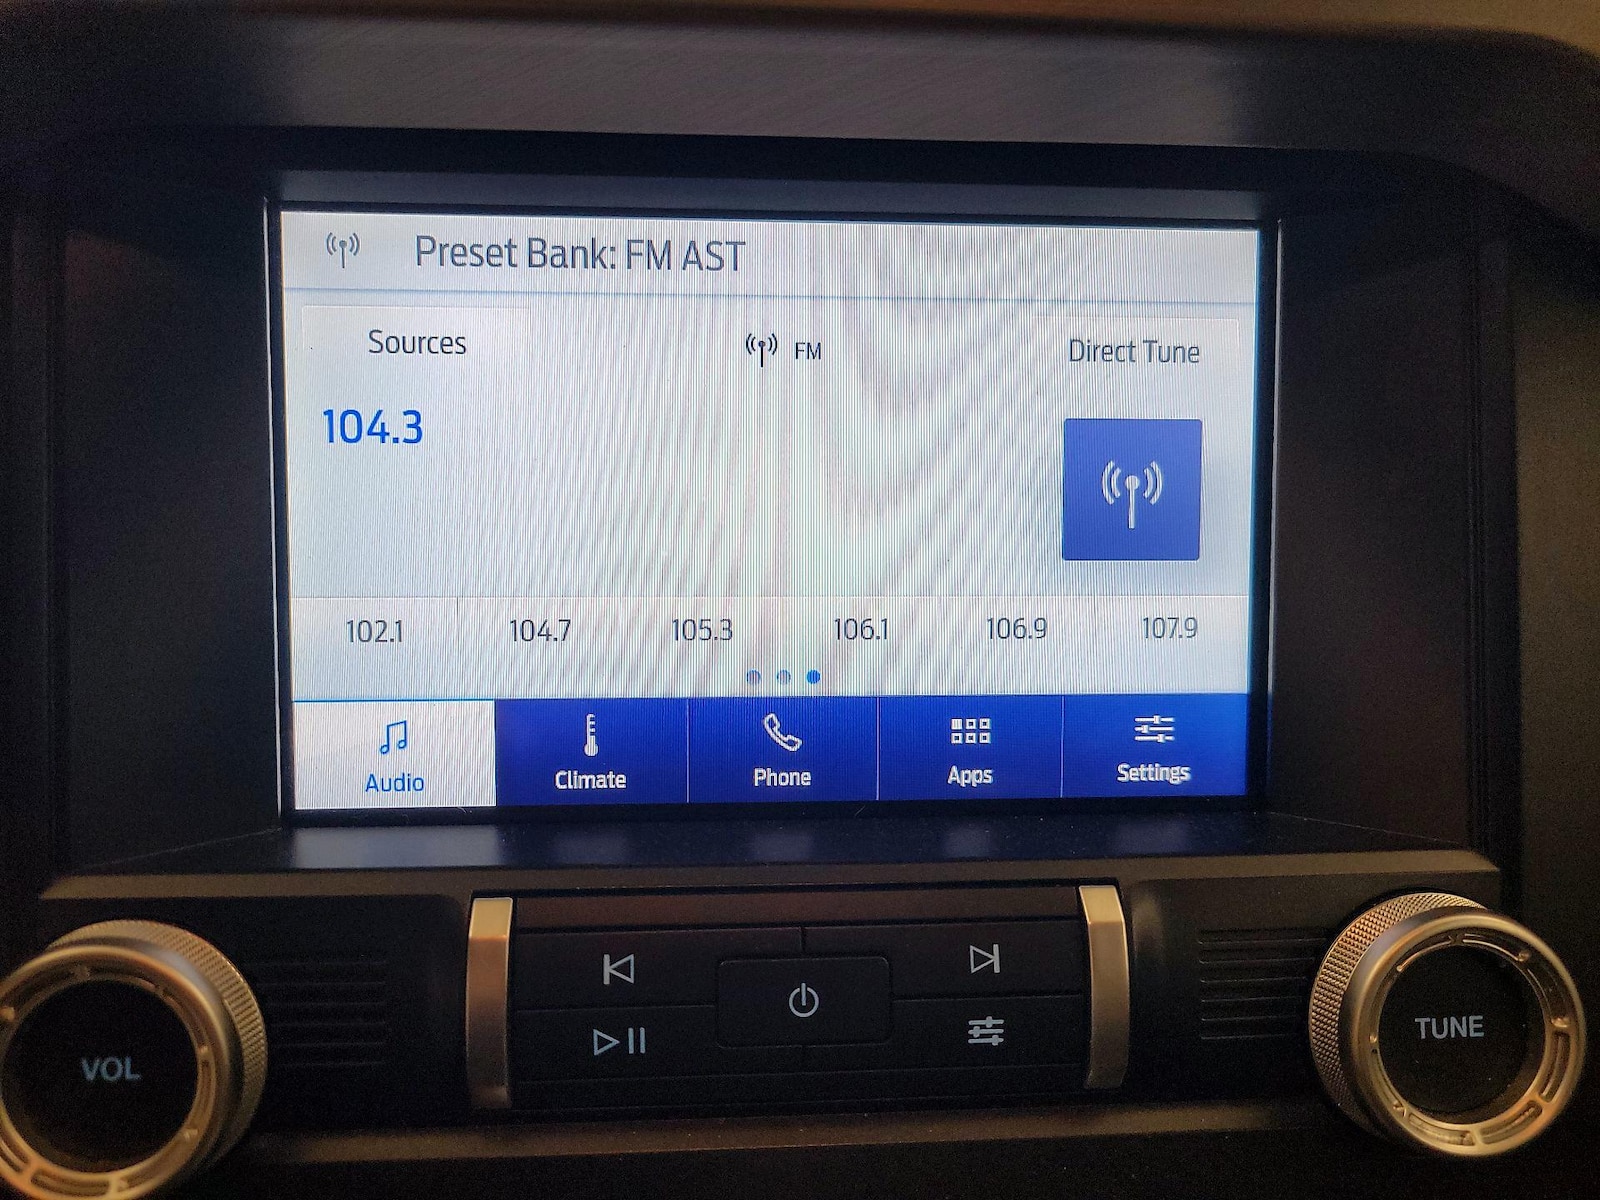 Preset Bank: FM AST
Sources
FM
Direct Tune
104.3
102.1 104.7 105.3 106.1 106.9 107.9
Audio Climate Phone Apps Settings
VOL
TUNE